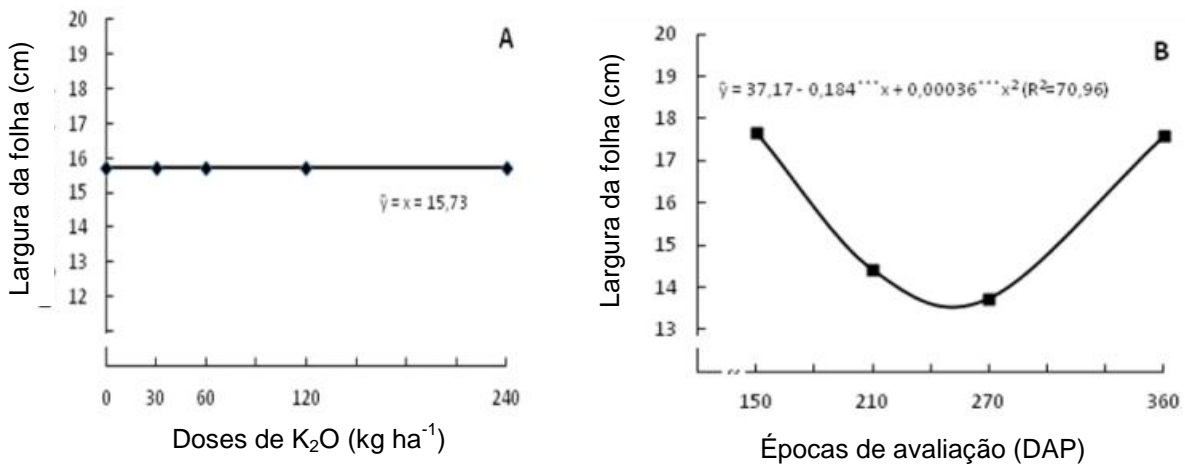 A
Largura da folha (cm)
20
19
18
17
16
15
14
13
12
ŷ = x = 15,73
0 30 60 120 240
Doses de K₂O (kg ha⁻¹)
B
Largura da folha (cm)
20
19
18
17
16
15
14
13
ŷ = 37,17 - 0,184***x + 0,00036***x² (R²=70,96)
150 210 270 360
Épocas de avaliação (DAP)